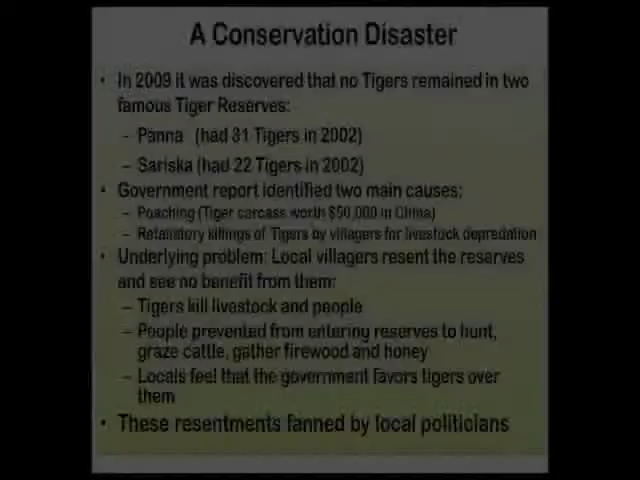 A Conservation Disaster
• In 2009 it was discovered that no Tigers remained in two
famous Tiger Reserves:
– Panna (had 31 Tigers in 2002)
– Sariska (had 22 Tigers in 2002)
• Government report identified two main causes:
– Poaching (Tiger carcass worth $50,000 in China)
– Retaliatory killings of Tigers by villagers for livestock depredation
• Underlying problem: Local villagers resent the reserves
and see no benefit from them:
– Tigers kill livestock and people
– People prevented from entering reserves to hunt,
graze cattle, gather firewood and honey
– Locals feel that the government favors tigers over
them
• These resentments fanned by local politicians